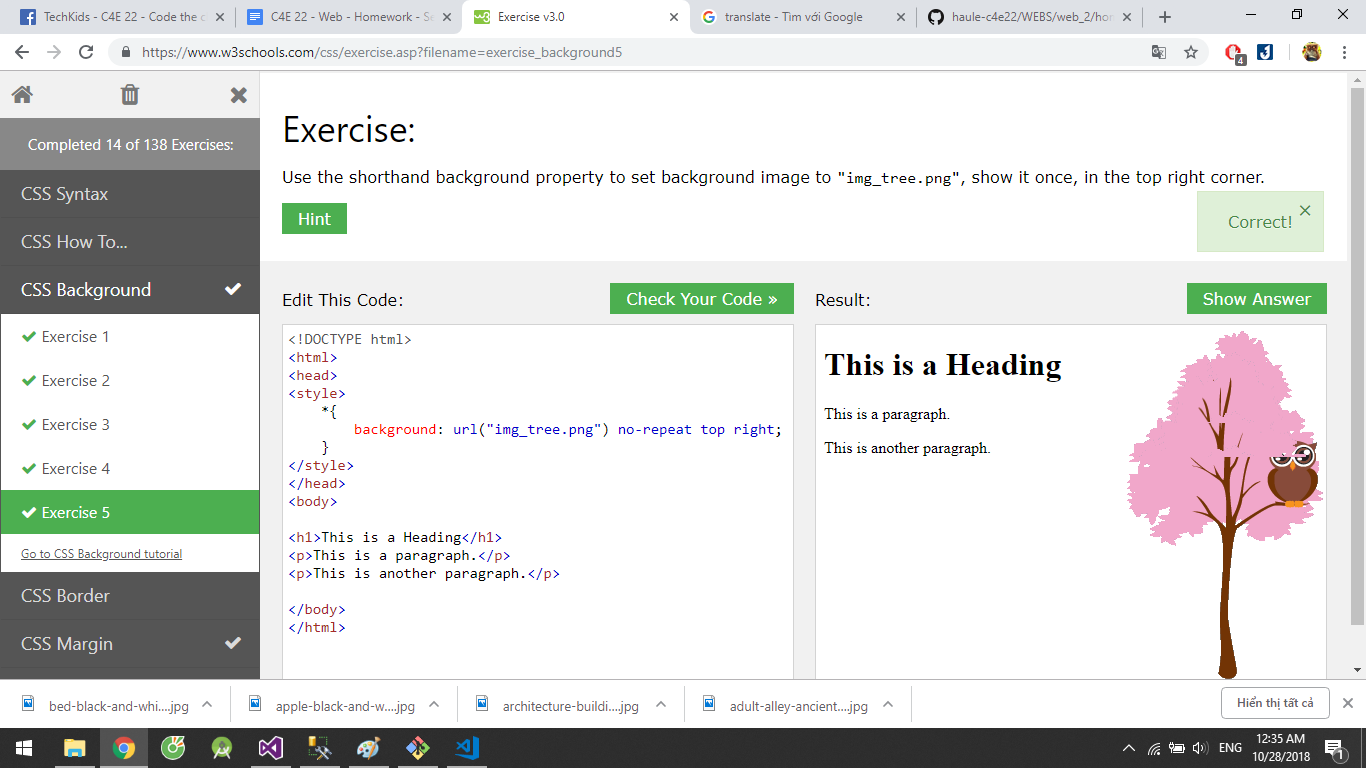 TechKids - C4E 22 - Code the c
C4E 22 - Web - Homework - Se
Exercise v3.0
translate - Tìm với Google
haule-c4e22/WEBS/web_2/hor
https://www.w3schools.com/css/exercise.asp?filename=exercise_background5
4
Completed 14 of 138 Exercises:
CSS Syntax
CSS How To...
CSS Background
Exercise 1
Exercise 2
Exercise 3
Exercise 4
Exercise 5
Go to CSS Background tutorial
CSS Border
CSS Margin
Exercise:
Use the shorthand background property to set background image to "img_tree.png", show it once, in the top right corner.
Hint
Correct!
Edit This Code:
Check Your Code »
<!DOCTYPE html>
<html>
<head>
<style>
    *{
        background: url("img_tree.png") no-repeat top right;
    }
</style>
</head>
<body>
<h1>This is a Heading</h1>
<p>This is a paragraph.</p>
<p>This is another paragraph.</p>
</body>
</html>
Result:
Show Answer
This is a Heading
This is a paragraph.
This is another paragraph.
bed-black-and-whi....jpg
apple-black-and-w....jpg
architecture-buildi....jpg
adult-alley-ancient....jpg
Hiển thị tất cả
ENG
12:35 AM
10/28/2018
1